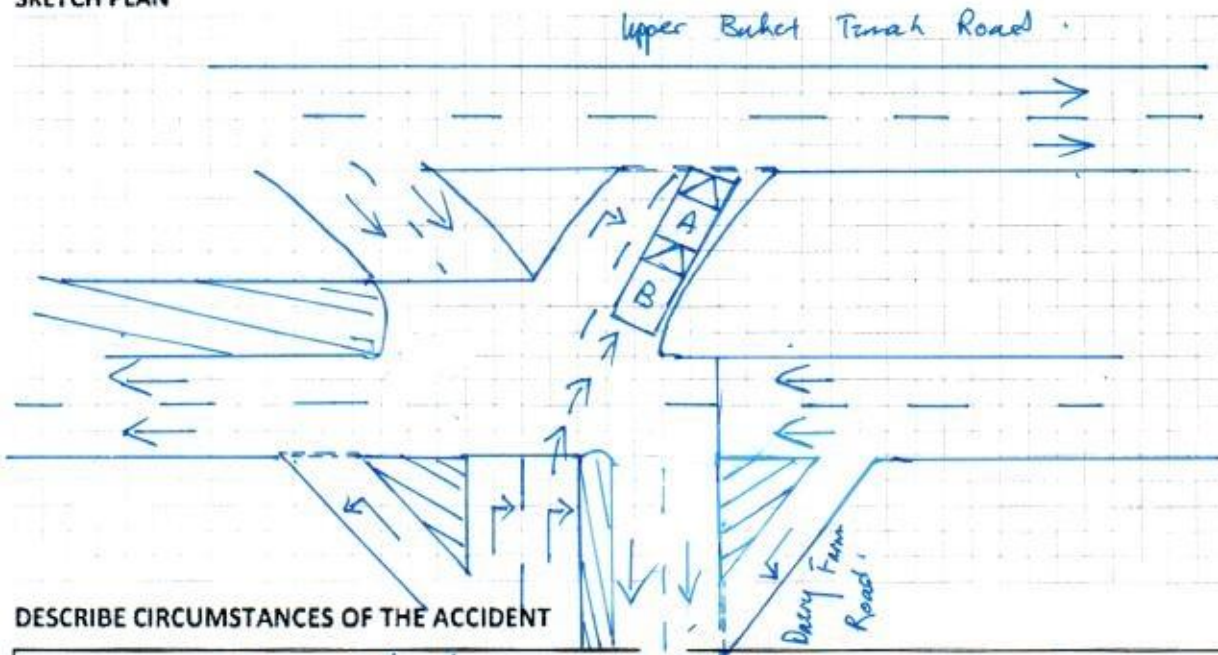 SKETCH PLAN
Upper Bukit Timah Road.
A
B
Dairy Farm
Road.
DESCRIBE CIRCUMSTANCES OF THE ACCIDENT